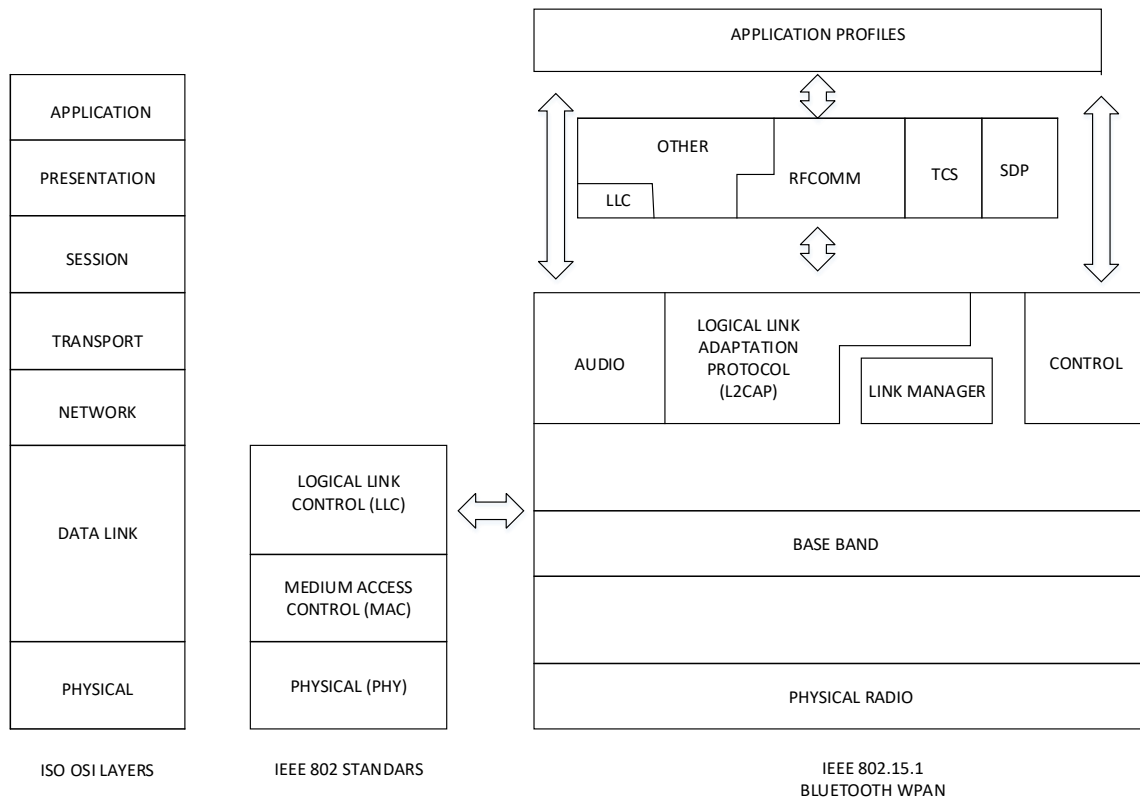 APPLICATION
PRESENTATION
SESSION
TRANSPORT
NETWORK
DATA LINK
PHYSICAL
ISO OSI LAYERS
LOGICAL LINK
CONTROL (LLC)
MEDIUM ACCESS
CONTROL (MAC)
PHYSICAL (PHY)
IEEE 802 STANDARS
APPLICATION PROFILES
OTHER
LLC
RFCOMM
TCS
SDP
AUDIO
LOGICAL LINK
ADAPTATION
PROTOCOL
(L2CAP)
LINK MANAGER
CONTROL
BASE BAND
PHYSICAL RADIO
IEEE 802.15.1
BLUETOOTH WPAN